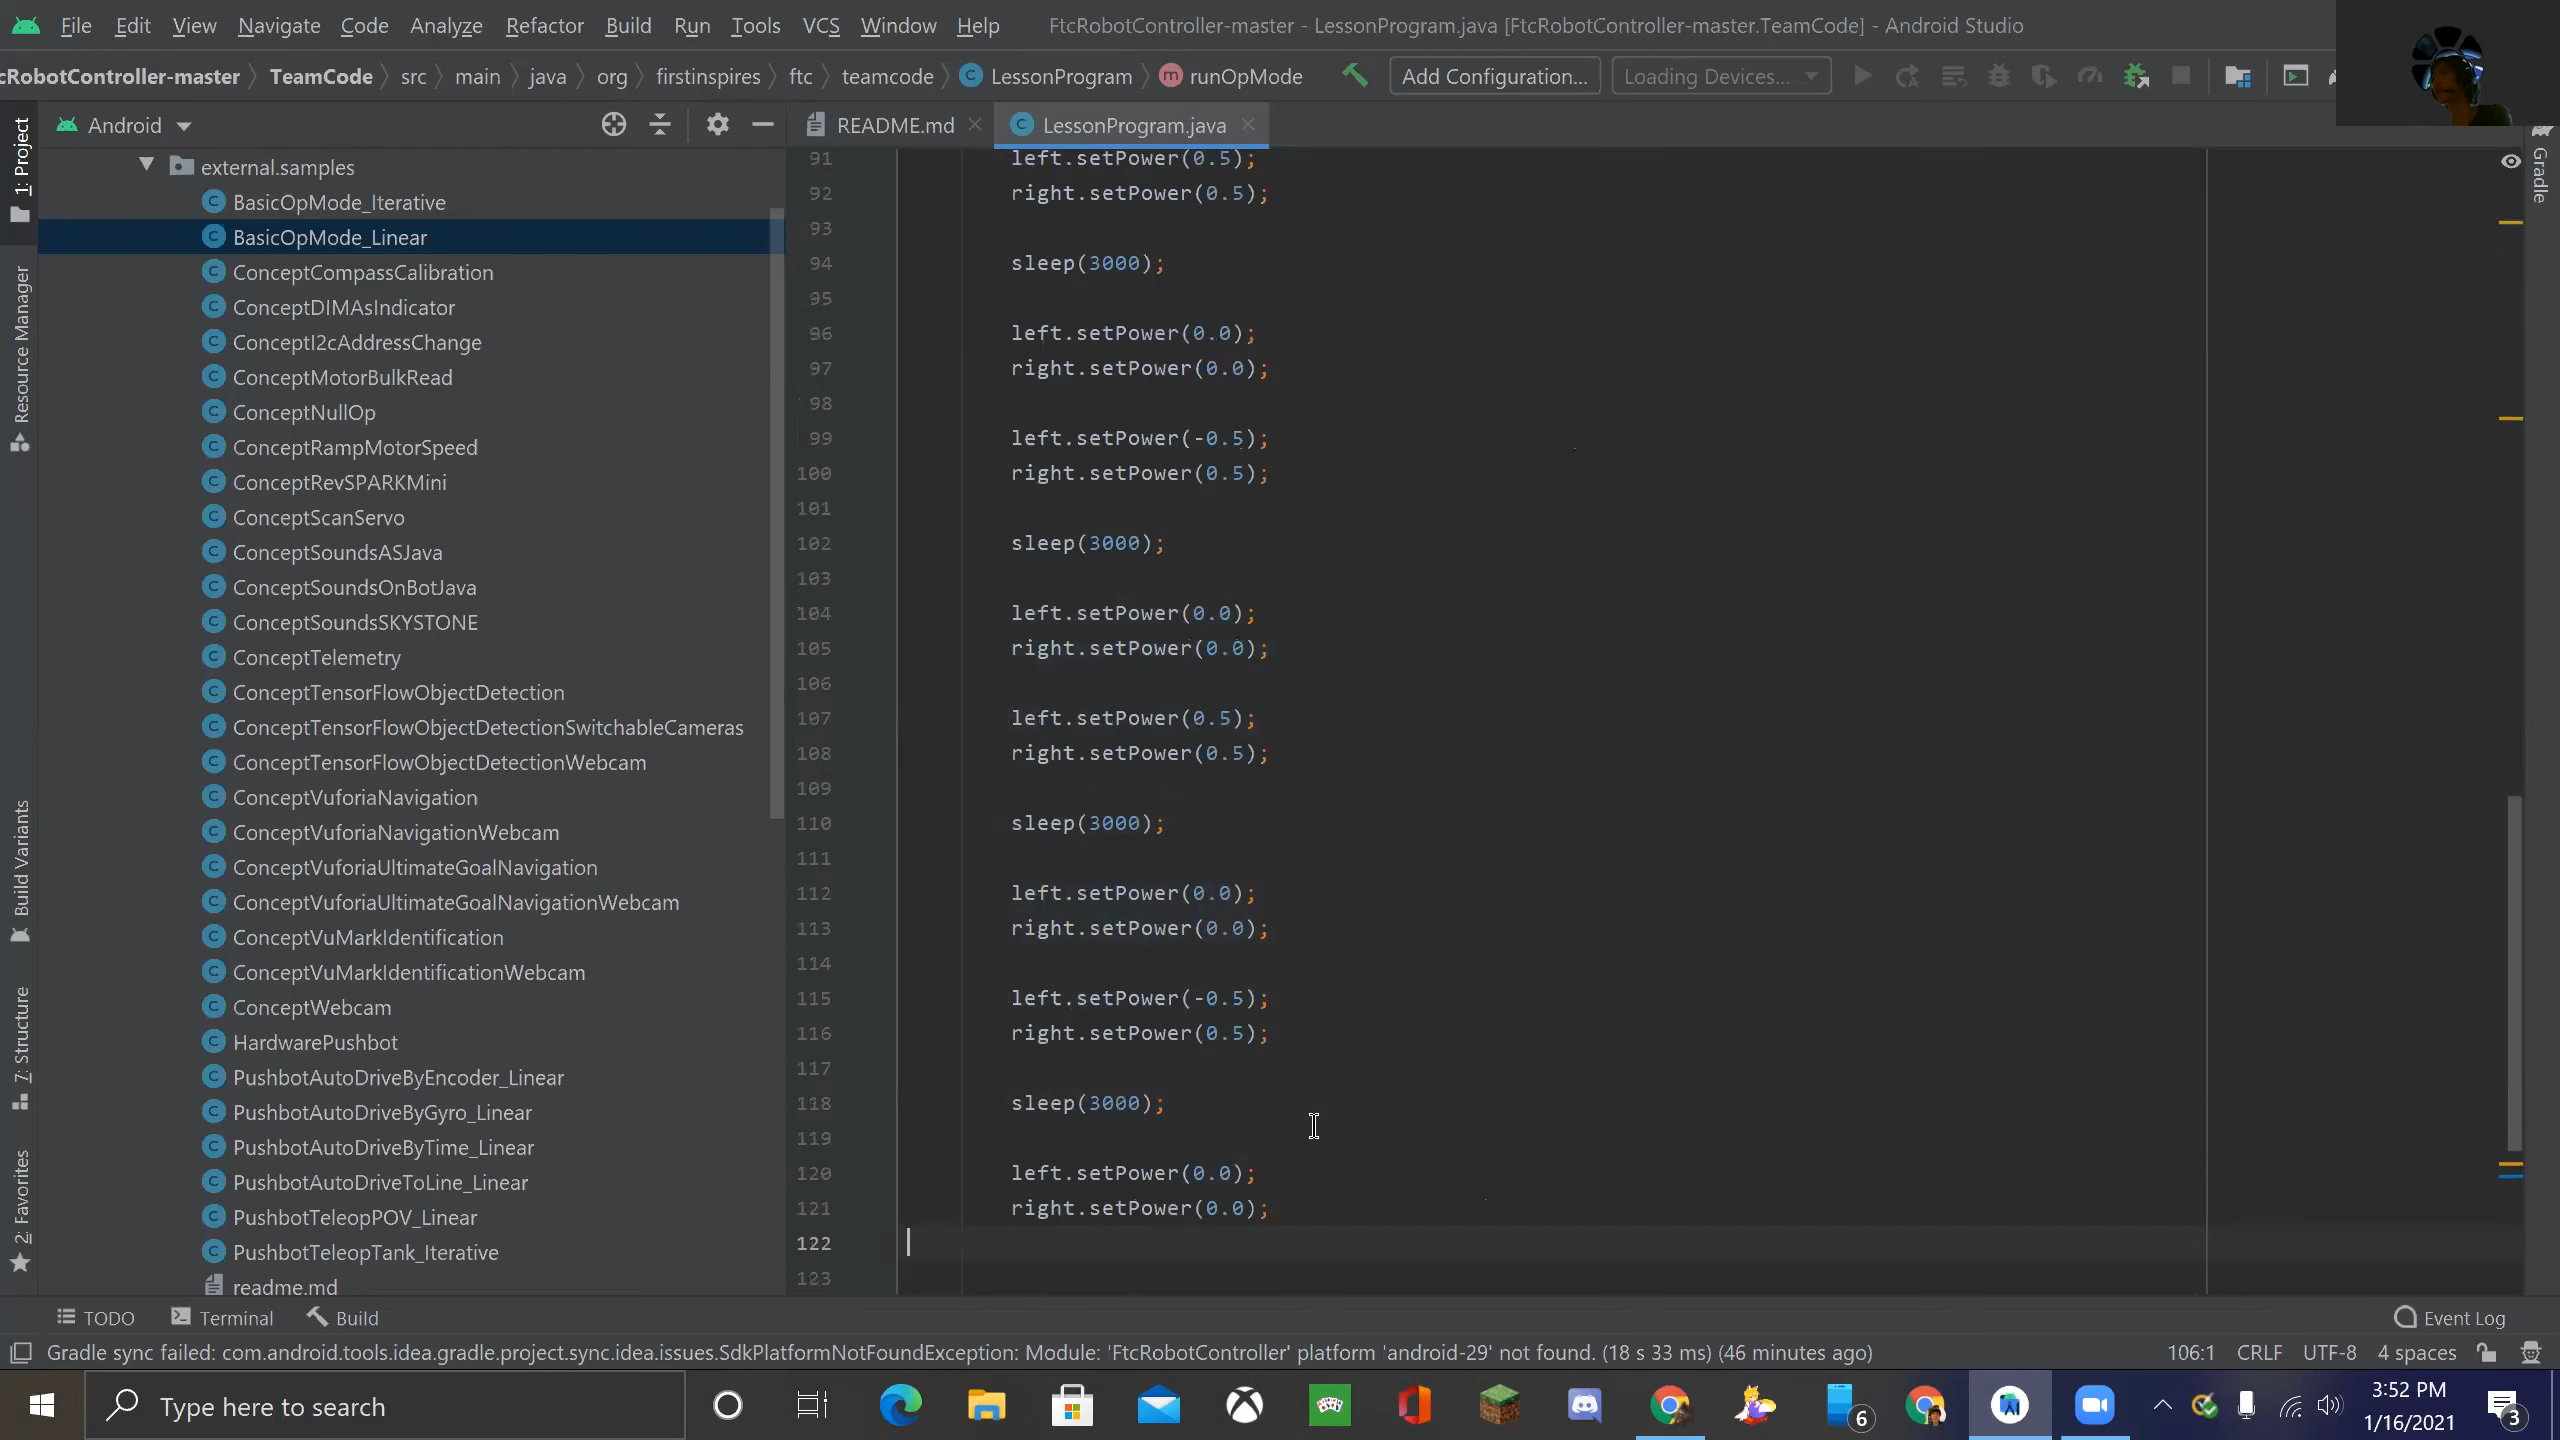 File Edit View Navigate Code Analyze Refactor Build Run Tools VCS Window Help FtcRobotController-master - LessonProgram.java [FtcRobotController-master.TeamCode] - Android Studio
cRobotController-master TeamCode src main java org firstinspires ftc teamcode LessonProgram runOpMode Add Configuration... Loading Devices...
Android README.md LessonProgram.java
1: Project
Resource Manager
Build Variants
7: Structure
2: Favorites
Gradle
external.samples
BasicOpMode_Iterative
BasicOpMode_Linear
ConceptCompassCalibration
ConceptDIMAsIndicator
ConceptI2cAddressChange
ConceptMotorBulkRead
ConceptNullOp
ConceptRampMotorSpeed
ConceptRevSPARKMini
ConceptScanServo
ConceptSoundsASJava
ConceptSoundsOnBotJava
ConceptSoundsSKYSTONE
ConceptTelemetry
ConceptTensorFlowObjectDetection
ConceptTensorFlowObjectDetectionSwitchableCameras
ConceptTensorFlowObjectDetectionWebcam
ConceptVuforiaNavigation
ConceptVuforiaNavigationWebcam
ConceptVuforiaUltimateGoalNavigation
ConceptVuforiaUltimateGoalNavigationWebcam
ConceptVuMarkIdentification
ConceptVuMarkIdentificationWebcam
ConceptWebcam
HardwarePushbot
PushbotAutoDriveByEncoder_Linear
PushbotAutoDriveByGyro_Linear
PushbotAutoDriveByTime_Linear
PushbotAutoDriveToLine_Linear
PushbotTeleopPOV_Linear
PushbotTeleopTank_Iterative
readme.md
91 left.setPower(0.5);
92 right.setPower(0.5);
93
94 sleep(3000);
95
96 left.setPower(0.0);
97 right.setPower(0.0);
98
99 left.setPower(-0.5);
100 right.setPower(0.5);
101
102 sleep(3000);
103
104 left.setPower(0.0);
105 right.setPower(0.0);
106
107 left.setPower(0.5);
108 right.setPower(0.5);
109
110 sleep(3000);
111
112 left.setPower(0.0);
113 right.setPower(0.0);
114
115 left.setPower(-0.5);
116 right.setPower(0.5);
117
118 sleep(3000);
119
120 left.setPower(0.0);
121 right.setPower(0.0);
122
123
TODO Terminal Build Event Log
Gradle sync failed: com.android.tools.idea.gradle.project.sync.idea.issues.SdkPlatformNotFoundException: Module: 'FtcRobotController' platform 'android-29' not found. (18 s 33 ms) (46 minutes ago) 106:1 CRLF UTF-8 4 spaces
Type here to search 6 3:52 PM
1/16/2021 3